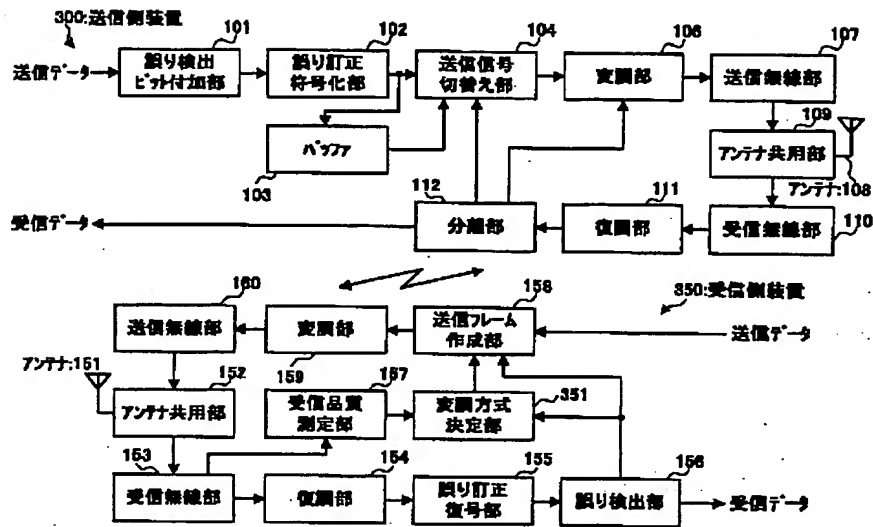 300:送信側装置
101
102
104
106
107
送信データ
誤り検出
ビット付加部
誤り訂正
符号化部
送信信号
切替え部
変調部
送信無線部
109
バッファ
アンテナ共用部
103
アンテナ:108
112
111
受信データ
分離部
復調部
受信無線部
110
160
158
350:受信側装置
送信無線部
変調部
送信フレーム
作成部
送信データ
アンテナ:151
152
159
167
アンテナ共用部
受信品質
測定部
変調方式
決定部
351
153
154
155
156
受信無線部
復調部
誤り訂正
復号部
誤り検出部
受信データ